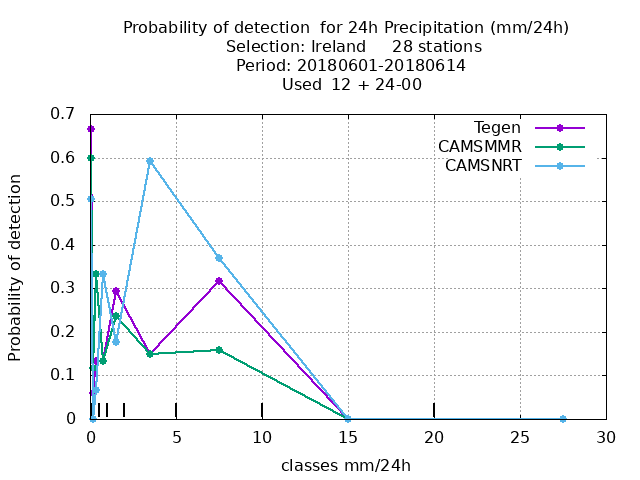 Probability of detection  for 24h Precipitation (mm/24h)
Selection: Ireland     28 stations
Period: 20180601-20180614
Used  12 + 24-00
Tegen
CAMSMMR
CAMSNRT
Probability of detection
0.7
0.6
0.5
0.4
0.3
0.2
0.1
0
0 5 10 15 20 25 30
classes mm/24h